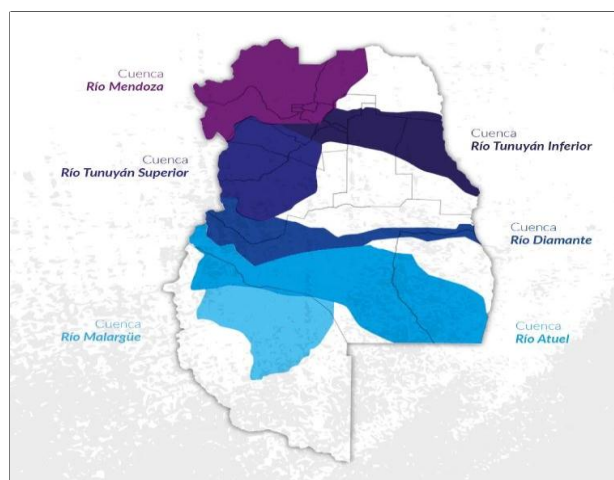 Cuenca
Río Mendoza
Cuenca
Río Tunuyán Inferior
Cuenca
Río Tunuyán Superior
Cuenca
Río Diamante
Cuenca
Río Malargüe
Cuenca
Río Atuel